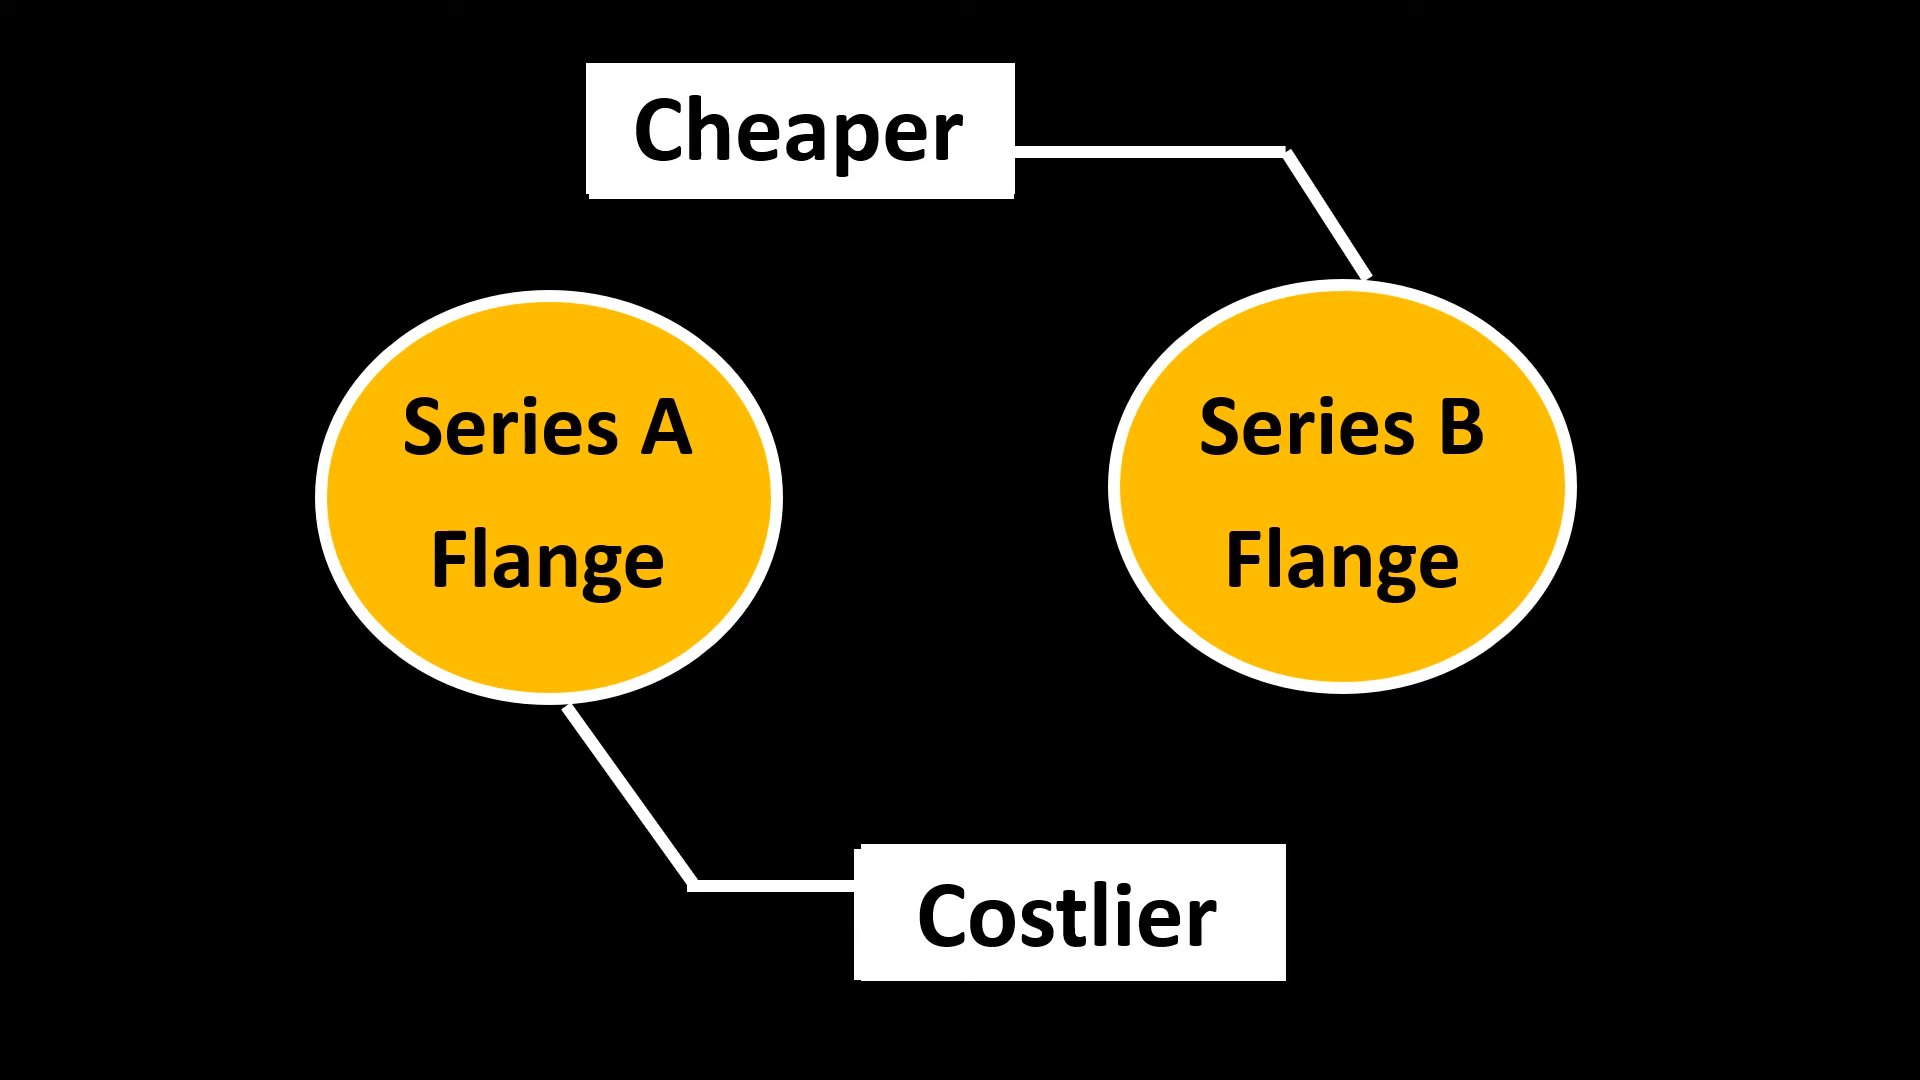 Cheaper
Series A
Flange
Series B
Flange
Costlier